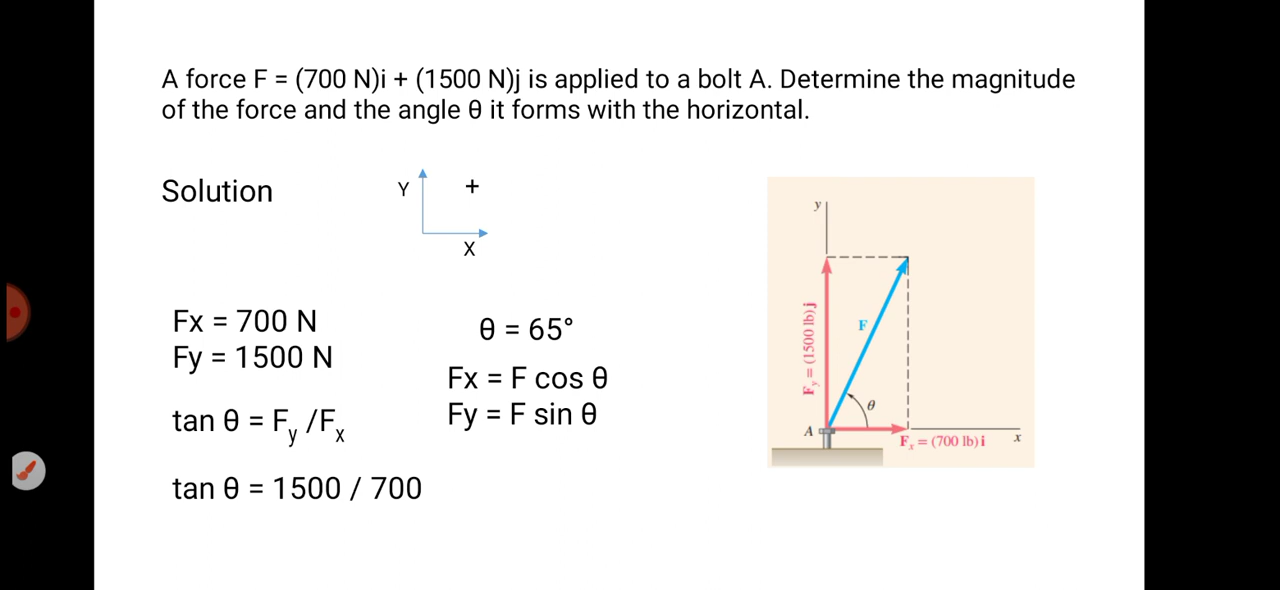 A force F = (700 N)i + (1500 N)j is applied to a bolt A. Determine the magnitude
of the force and the angle θ it forms with the horizontal.
Solution
Y
+
X
Fx = 700 N
Fy = 1500 N
tan θ = Fy /Fx
tan θ = 1500 / 700
θ = 65°
Fx = F cos θ
Fy = F sin θ
y
Fy = (1500 lb) j
F
θ
A
Fx = (700 lb) i
x